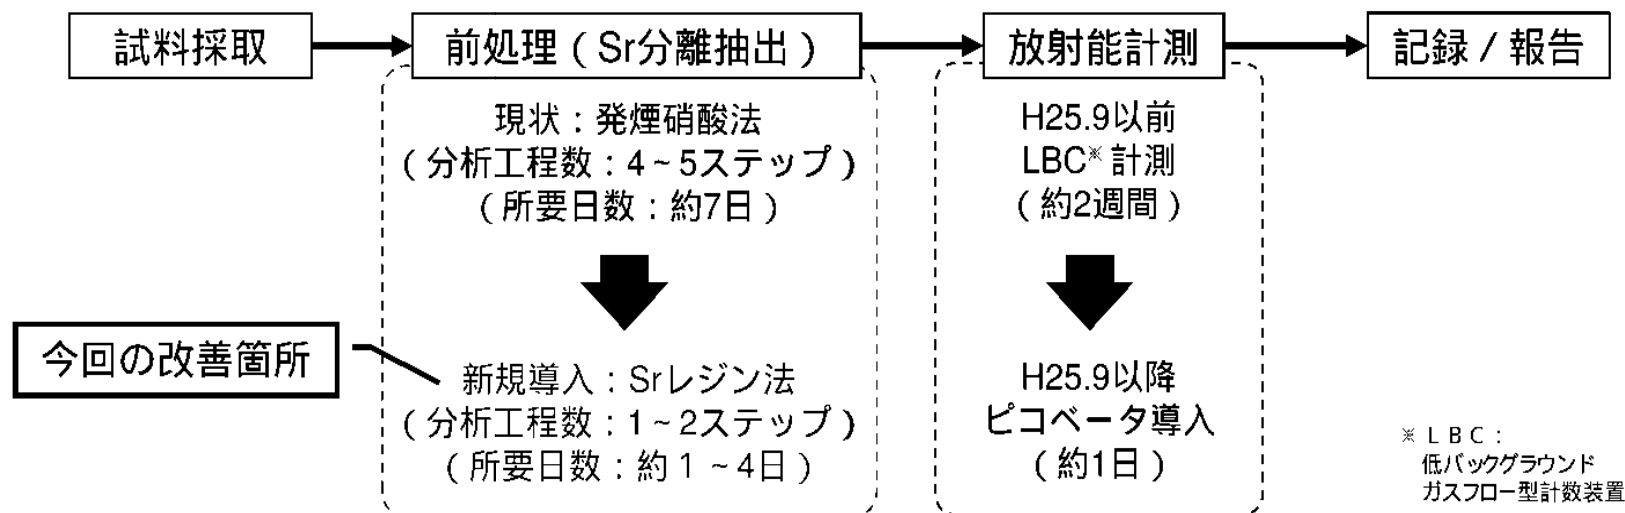 試料採取
前処理（Sr分離抽出）
放射能計測
記録 / 報告
現状：発煙硝酸法
（分析工程数：4~5ステップ）
（所要日数：約7日）
H25.9以前
LBC※計測
（約2週間）
今回の改善箇所
新規導入：Srレジン法
（分析工程数：1~2ステップ）
（所要日数：約1~4日）
H25.9以降
ピコベータ導入
（約1日）
※ＬＢＣ：
低バックグラウンド
ガスフロー型計数装置